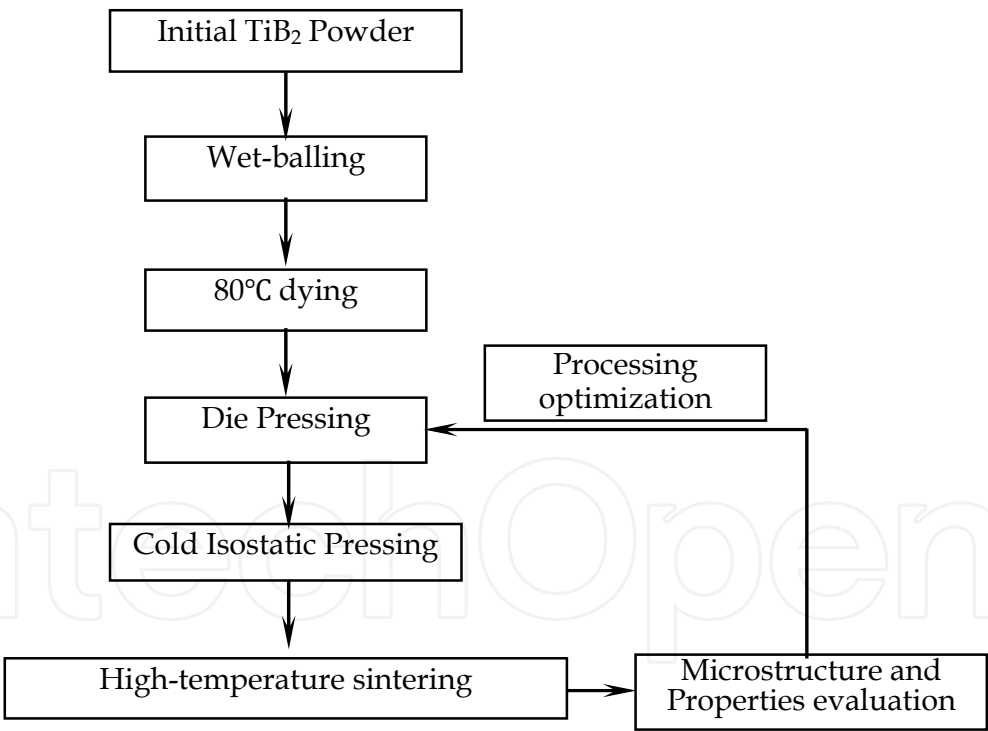 Initial TiB₂ Powder
Wet-balling
80℃ dying
Processing
optimization
Die Pressing
Cold Isostatic Pressing
High-temperature sintering
Microstructure and
Properties evaluation
ntechOpen